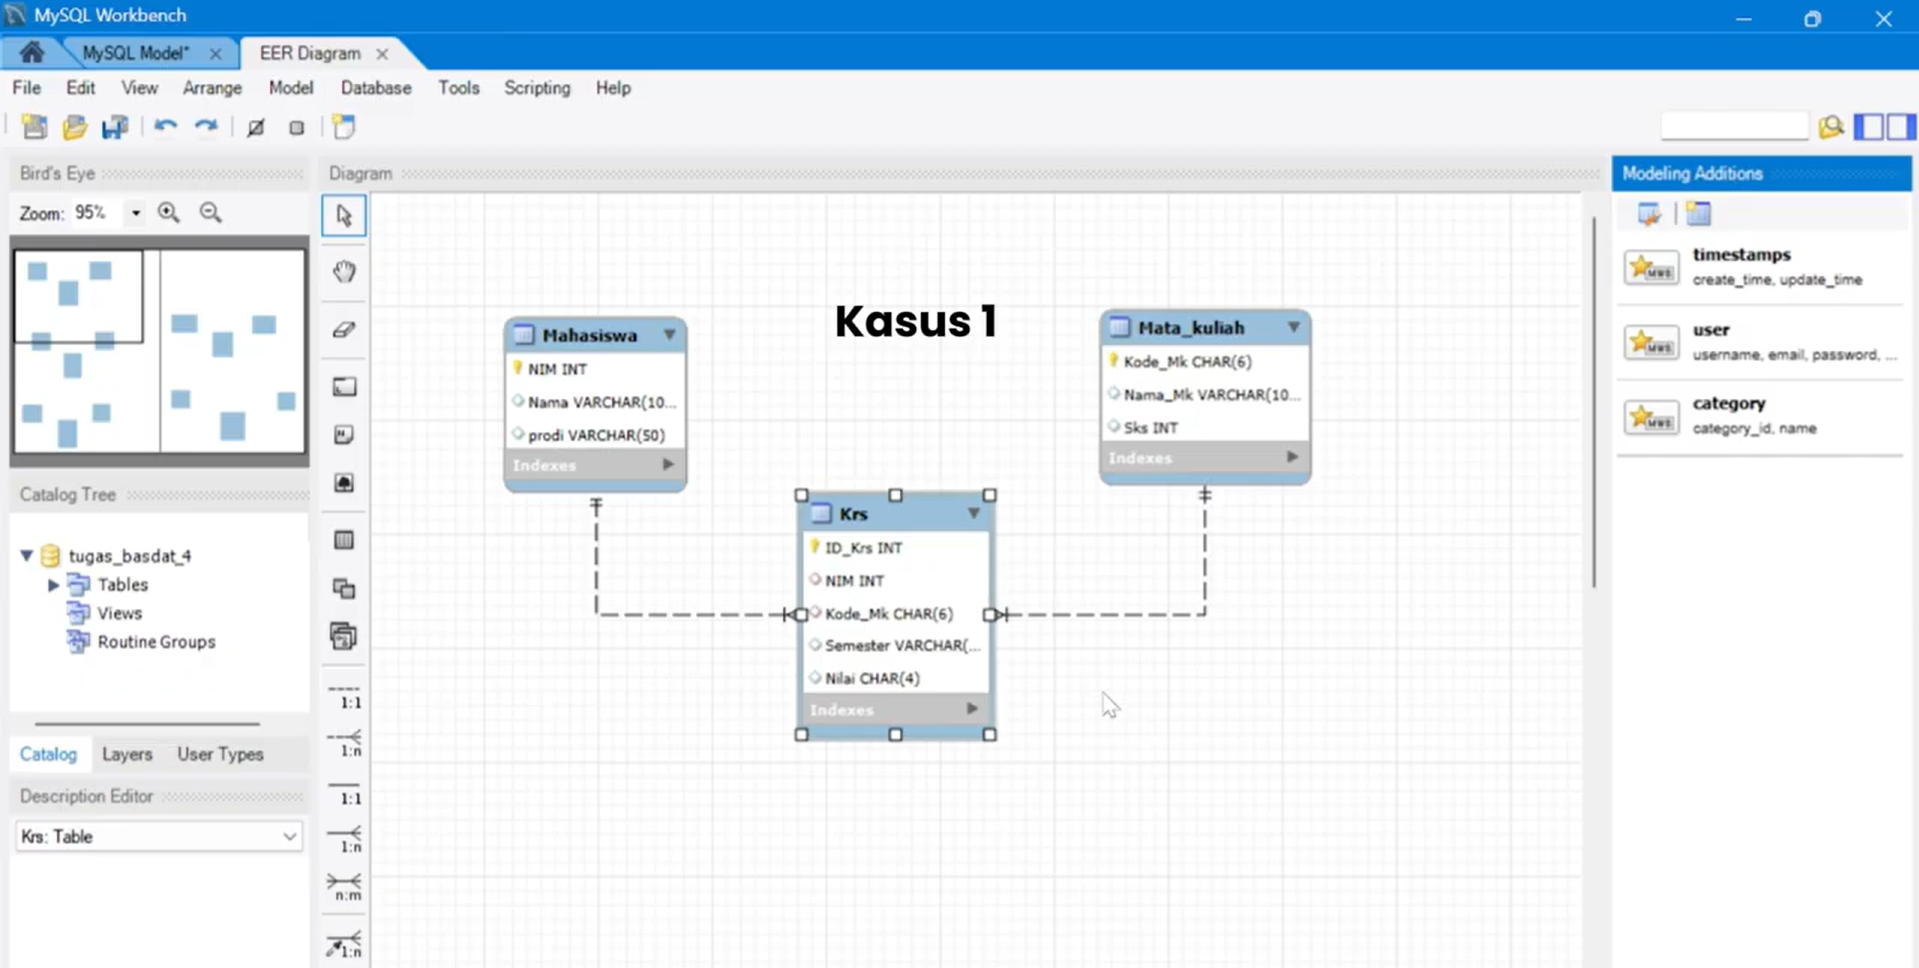 MySQL Workbench
MySQL Model*
EER Diagram
File Edit View Arrange Model Database Tools Scripting Help
Bird's Eye
Zoom: 95%
Catalog Tree
tugas_basdat_4
Tables
Views
Routine Groups
Catalog Layers User Types
Description Editor
Krs: Table
Diagram
1:1
1:n
1:1
1:n
n:m
1:n
Kasus 1
Mahasiswa
NIM INT
Nama VARCHAR(10...
prodi VARCHAR(50)
Indexes
Krs
ID_Krs INT
NIM INT
Kode_Mk CHAR(6)
Semester VARCHAR(...
Nilai CHAR(4)
Indexes
Mata_kuliah
Kode_Mk CHAR(6)
Nama_Mk VARCHAR(10...
Sks INT
Indexes
Modeling Additions
timestamps
create_time, update_time
user
username, email, password, ...
category
category_id, name